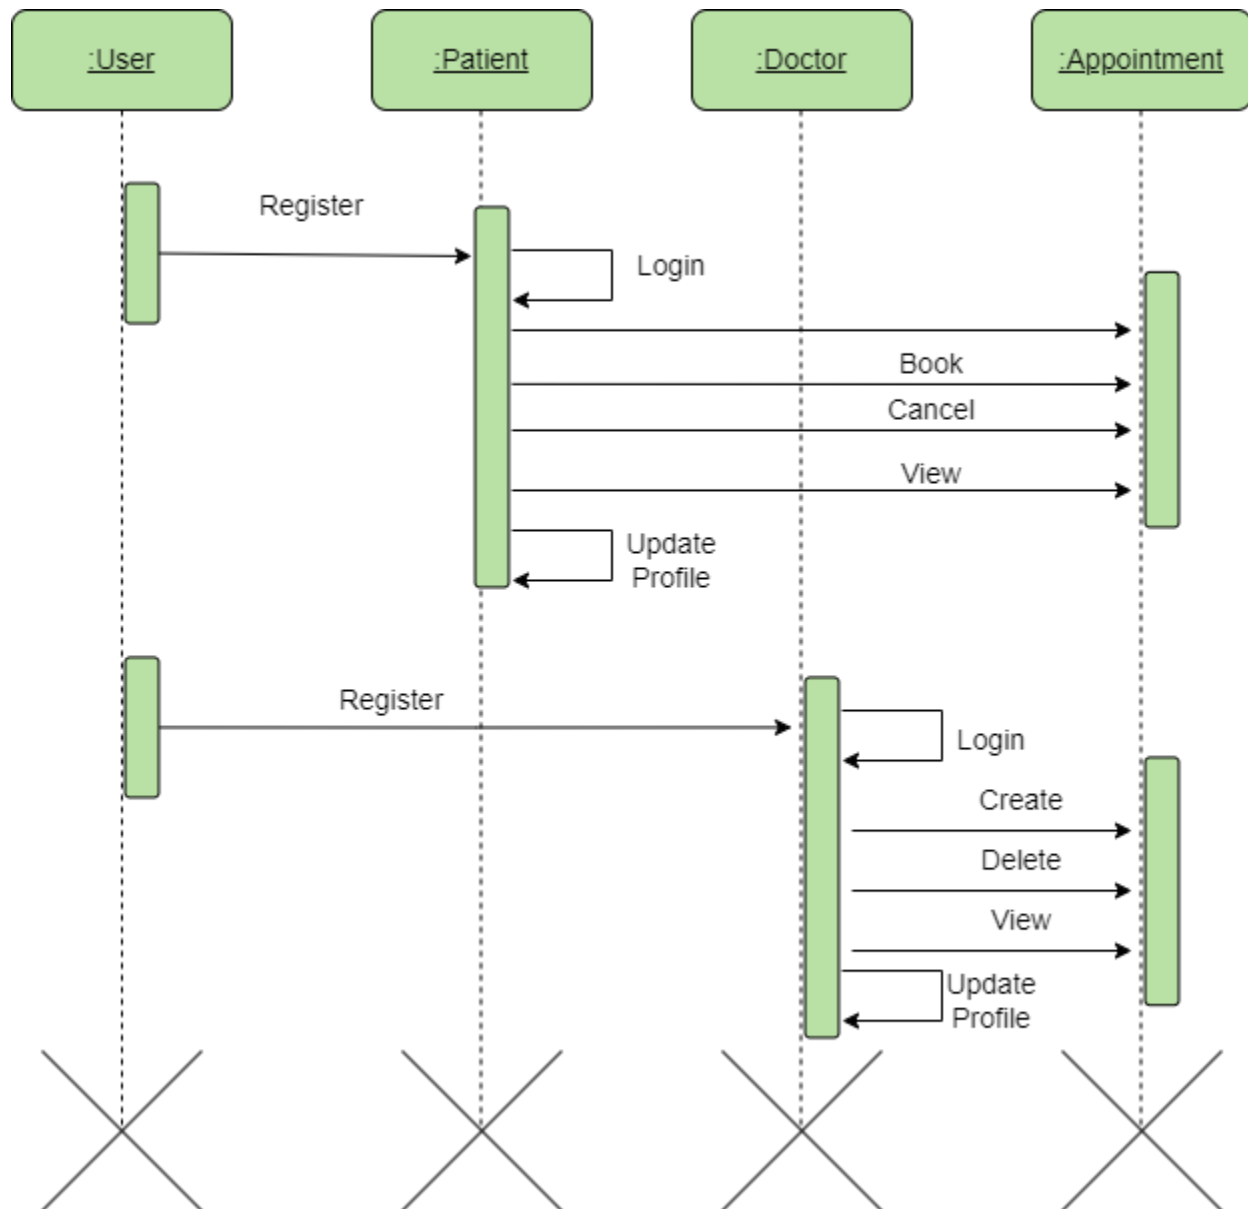 :User
:Patient
:Doctor
:Appointment
Register
Login
Book
Cancel
View
Update
Profile
Register
Login
Create
Delete
View
Update
Profile